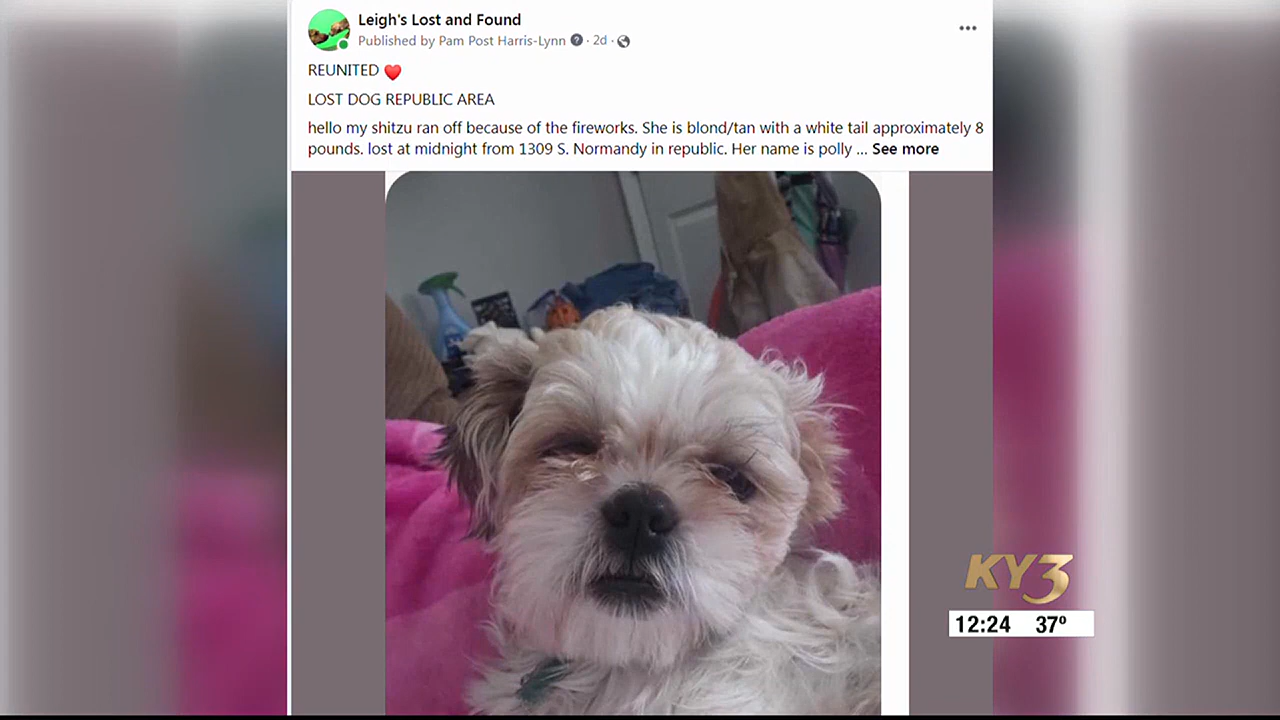 Leigh's Lost and Found
Published by Pam Post Harris-Lynn · 2d ·
REUNITED ❤️
LOST DOG REPUBLIC AREA
hello my shitzu ran off because of the fireworks. She is blond/tan with a white tail approximately 8
pounds. lost at midnight from 1309 S. Normandy in republic. Her name is polly ... See more
KY3
12:24 37º